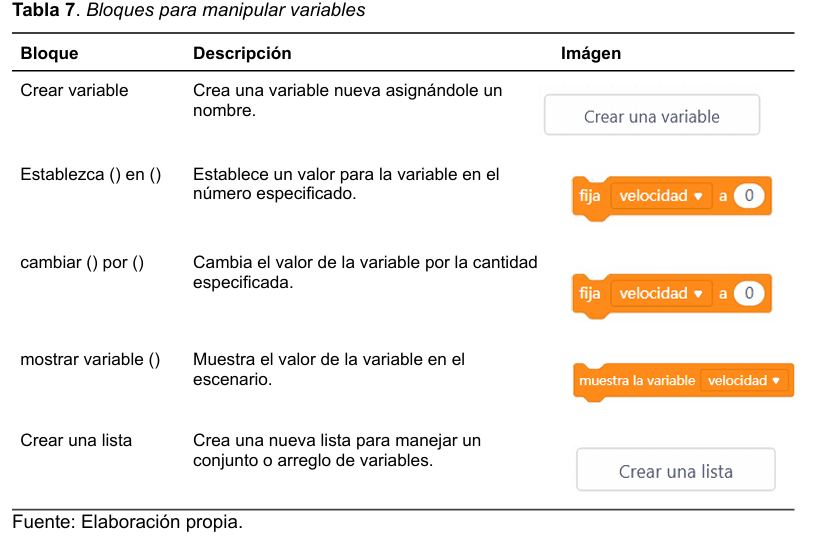 Tabla 7. Bloques para manipular variables
Bloque Descripción Imágen
Crear variable Crea una variable nueva asignándole un
nombre.
Crear una variable
Establezca () en () Establece un valor para la variable en el
número especificado.
fija velocidad a 0
cambiar () por () Cambia el valor de la variable por la cantidad
especificada.
fija velocidad a 0
mostrar variable () Muestra el valor de la variable en el
escenario.
muestra la variable velocidad
Crear una lista Crea una nueva lista para manejar un
conjunto o arreglo de variables.
Crear una lista
Fuente: Elaboración propia.